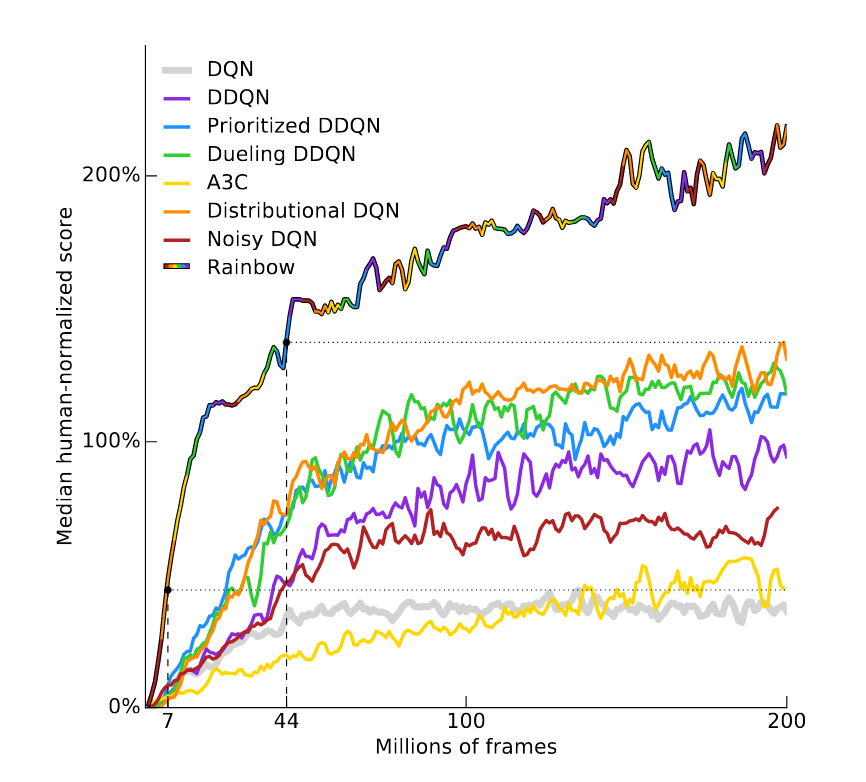 DQN
DDQN
Prioritized DDQN
Dueling DDQN
A3C
Distributional DQN
Noisy DQN
Rainbow
200%
100%
0%
Median human-normalized score
7 44 100 200
Millions of frames